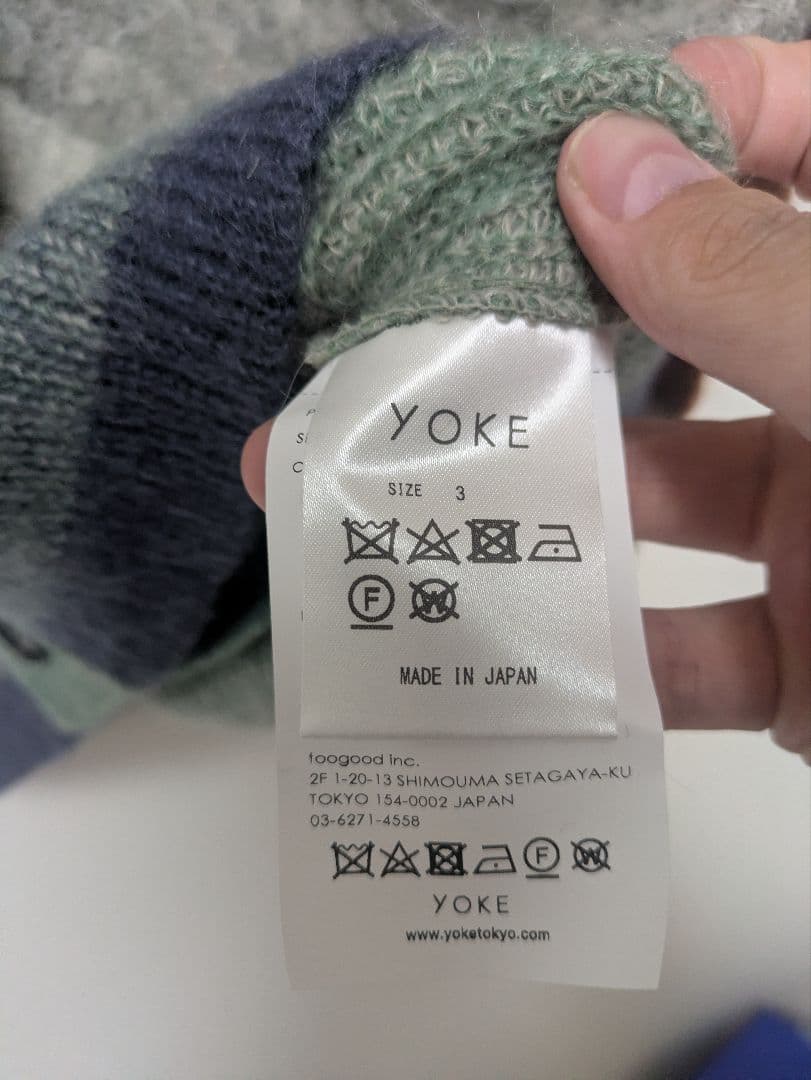 YOKE
SIZE 3
F W
MADE IN JAPAN
toogood inc.
2F 1-20-13 SHIMOUMA SETAGAYA-KU
TOKYO 154-0002 JAPAN
03-6271-4558
F W
YOKE
www.yoketokyo.com